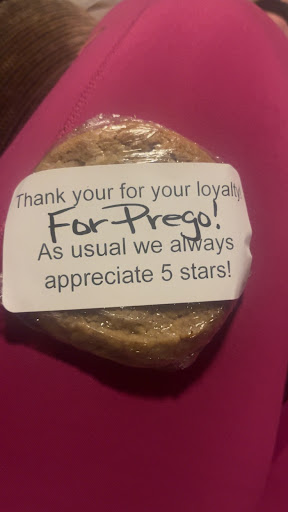 Thank your for your loyalty!
For Prego!
As usual we always
appreciate 5 stars!